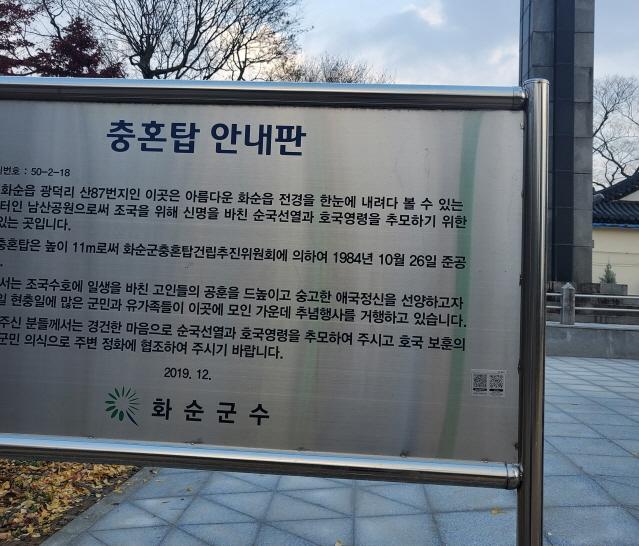 충혼탑 안내판
번호 : 50-2-18
화순읍 광덕리 산87번지인 이곳은 아름다운 화순읍 전경을 한눈에 내려다 볼 수 있는
터인 남산공원으로써 조국을 위해 신명을 바친 순국선열과 호국영령을 추모하기 위한
있는 곳입니다.
충혼탑은 높이 11m로써 화순군충혼탑건립추진위원회에 의하여 1984년 10월 26일 준공
.
서는 조국수호에 일생을 바친 고인들의 공훈을 드높이고 숭고한 애국정신을 선양하고자
일 현충일에 많은 군민과 유가족들이 이곳에 모인 가운데 추념행사를 거행하고 있습니다.
주신 분들께서는 경건한 마음으로 순국선열과 호국영령을 추모하여 주시고 호국 보훈의
군민 의식으로 주변 정화에 협조하여 주시기 바랍니다.
2019. 12.
화순군수